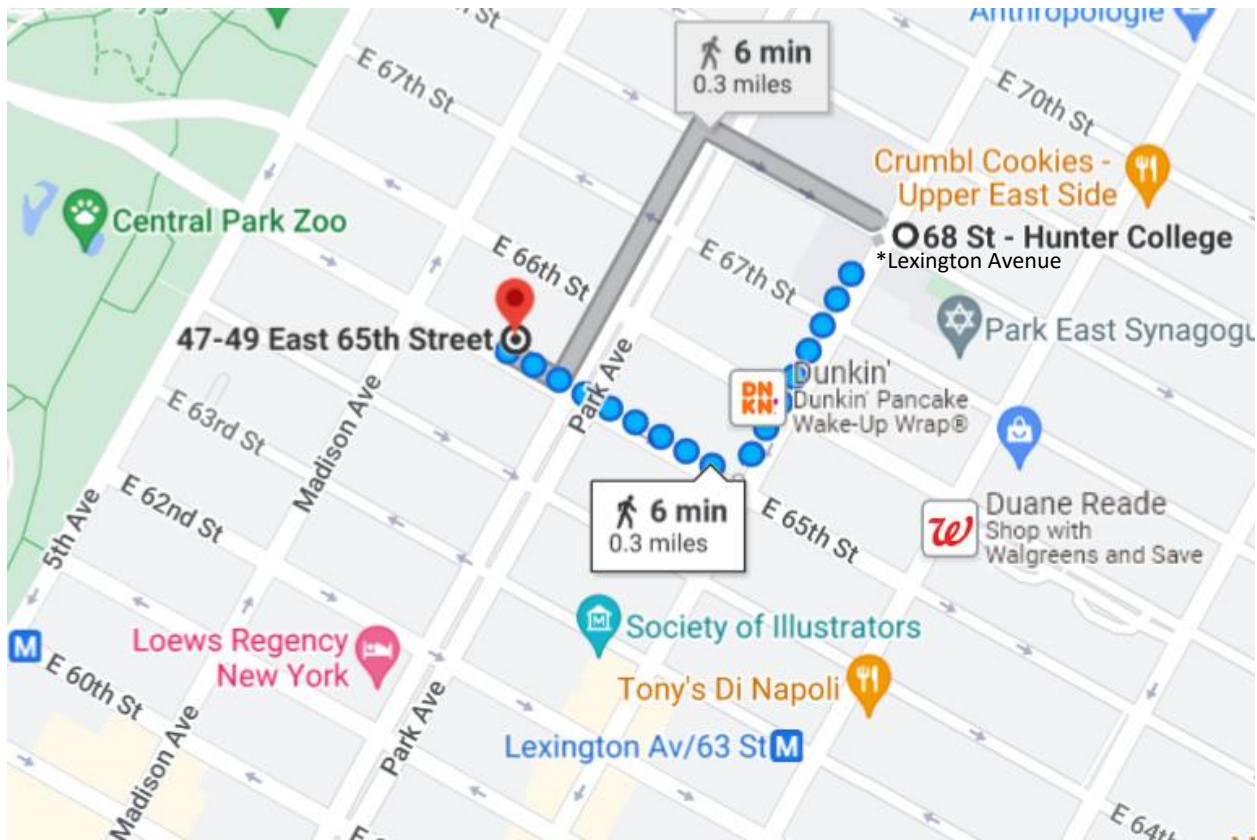 Anthropologie
St
6 min
0.3 miles
E 67th St
E 70th St
Crumbl Cookies -
Upper East Side
Central Park Zoo
68 St - Hunter College
*Lexington Avenue
E 66th St
E 67th St
47-49 East 65th Street
Park East Synagogu
Park Ave
DN
KN'
Dunkin'
Dunkin' Pancake
Wake-Up Wrap®
E 63rd St
Madison Ave
E 62nd St
6 min
0.3 miles
E 65th St
Duane Reade
Shop with
Walgreens and Save
W
5th Ave
Society of Illustrators
M
Loews Regency
New York
Tony's Di Napoli
E 60th St
Park Ave
Lexington Av/63 St M
Madison Ave
E 64th